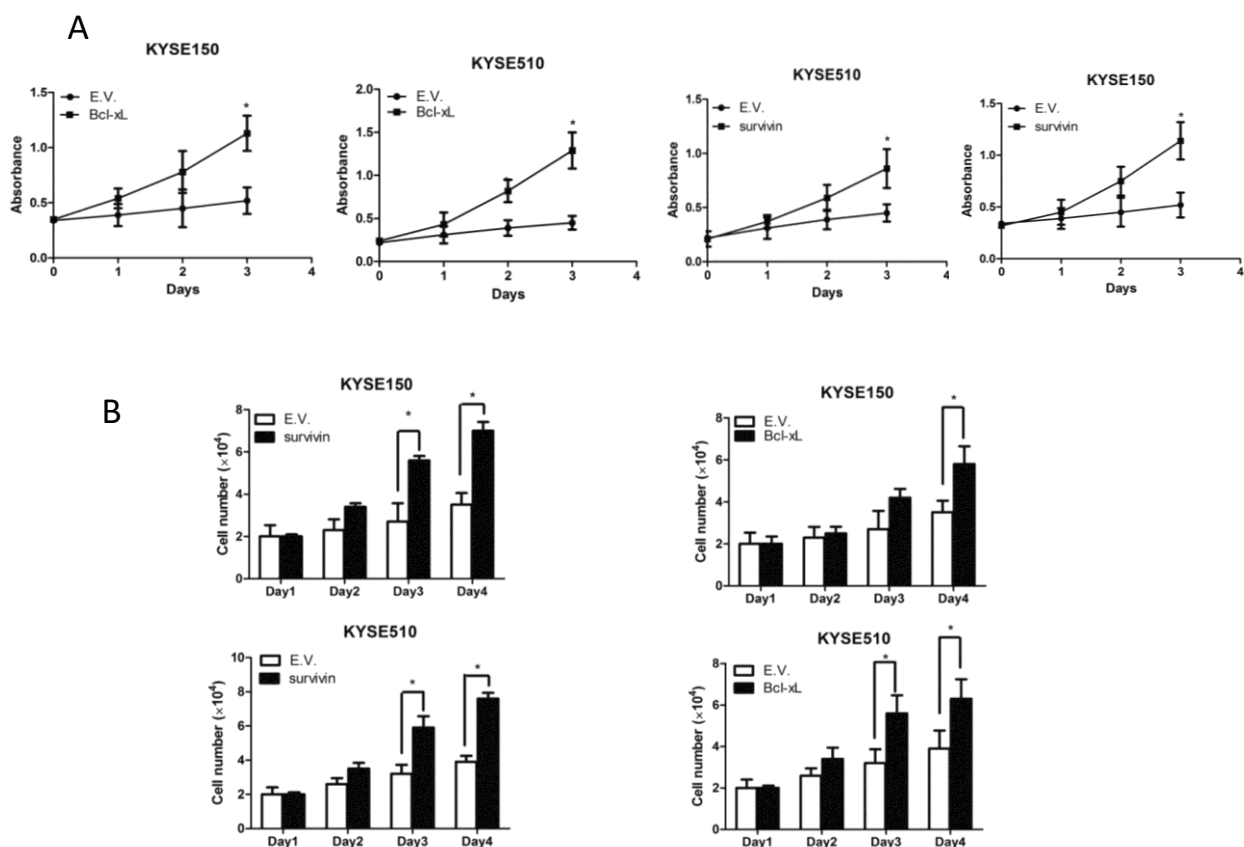 A
KYSE150
E.V.
Bcl-xL
Absorbance
1.5
1.0
0.5
0.0
0 1 2 3 4
Days
*
KYSE510
E.V.
Bcl-xL
Absorbance
2.0
1.5
1.0
0.5
0.0
0 1 2 3 4
Days
*
KYSE510
E.V.
survivin
Absorbance
1.5
1.0
0.5
0.0
0 1 2 3 4
Days
*
KYSE150
E.V.
survivin
Absorbance
1.5
1.0
0.5
0.0
0 1 2 3 4
Days
*
B
KYSE150
E.V.
survivin
Cell number (×10⁴)
8
6
4
2
0
Day1 Day2 Day3 Day4
* *
KYSE150
E.V.
Bcl-xL
Cell number (×10⁴)
8
6
4
2
0
Day1 Day2 Day3 Day4
*
KYSE510
E.V.
survivin
Cell number (×10⁴)
10
8
6
4
2
0
Day1 Day2 Day3 Day4
* *
KYSE510
E.V.
Bcl-xL
Cell number (×10⁴)
8
6
4
2
0
Day1 Day2 Day3 Day4
* *